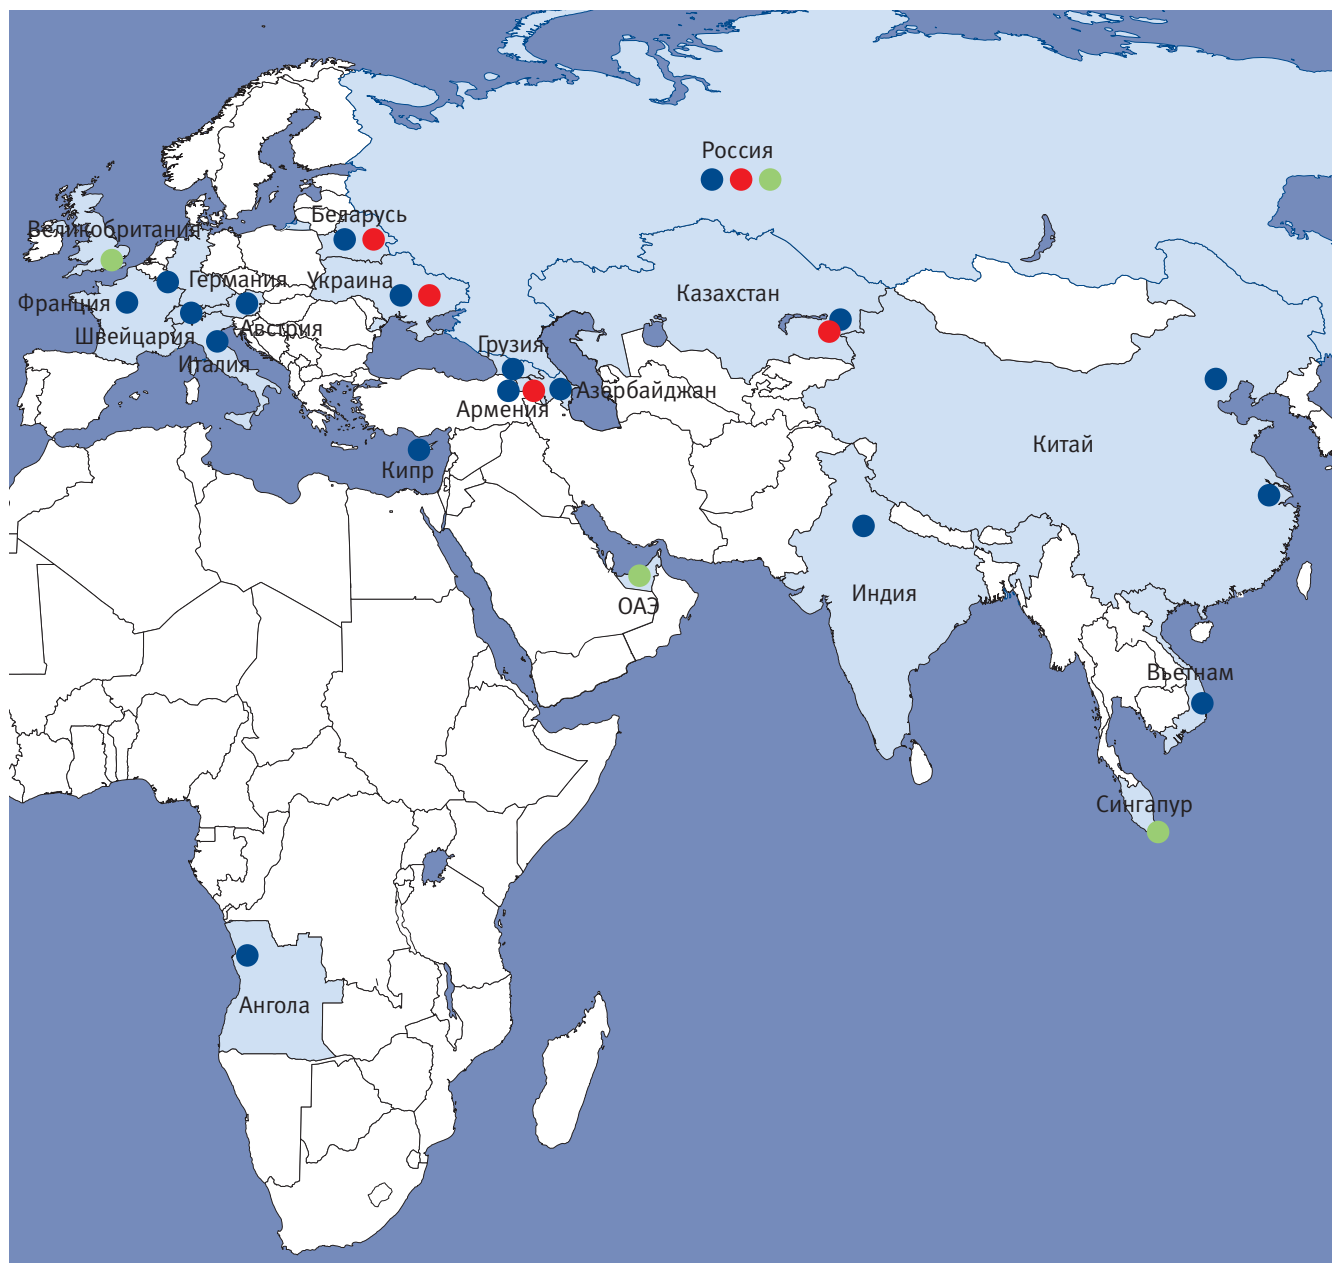 Россия
Беларусь
Великобритания
Германия
Украина
Казахстан
Франция
Австрия
Швейцария
Грузия
Италия
Азербайджан
Армения
Китай
Кипр
Индия
ОАЭ
Вьетнам
Сингапур
Ангола